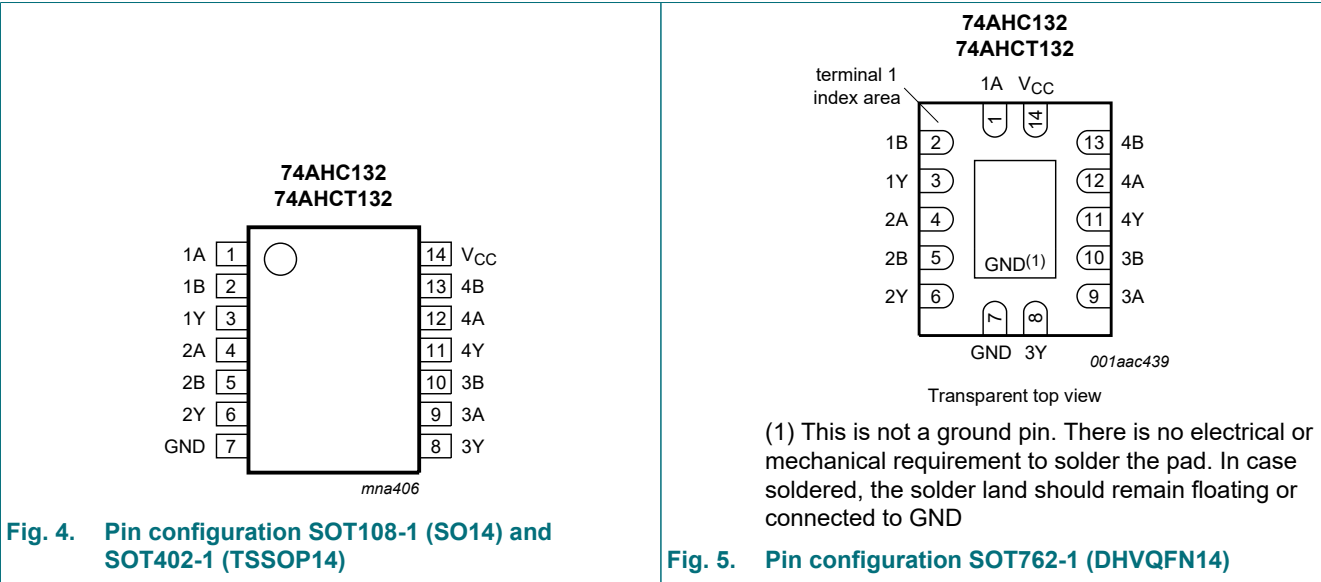 74AHC132
74AHCT132
1A 1 14 VCC
1B 2 13 4B
1Y 3 12 4A
2A 4 11 4Y
2B 5 10 3B
2Y 6 9 3A
GND 7 8 3Y
mna406
Fig. 4. Pin configuration SOT108-1 (SO14) and
SOT402-1 (TSSOP14)
74AHC132
74AHCT132
terminal 1
index area
1A VCC
1 14
1B 2 13 4B
1Y 3 12 4A
2A 4 11 4Y
2B 5 10 3B
GND(1)
2Y 6 9 3A
7 8
GND 3Y
001aac439
Transparent top view
(1) This is not a ground pin. There is no electrical or
mechanical requirement to solder the pad. In case
soldered, the solder land should remain floating or
connected to GND
Fig. 5. Pin configuration SOT762-1 (DHVQFN14)